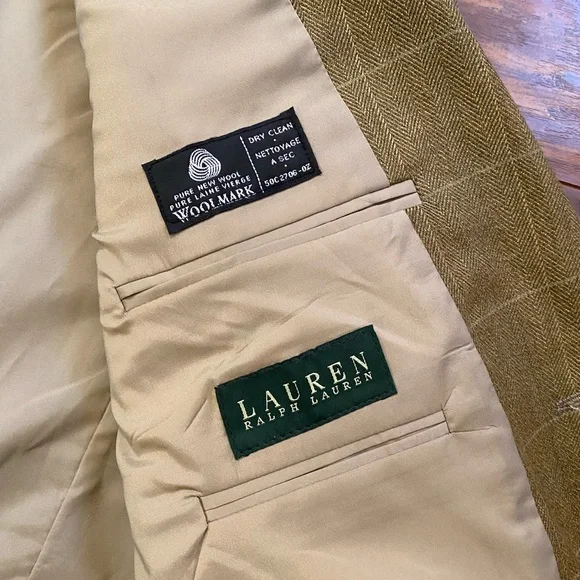 PURE NEW WOOL
PURE LAINE VIERGE
WOOLMARK
DRY CLEAN
NETTOYAGE
A SEC
50C2706-02
LAUREN
RALPH LAUREN